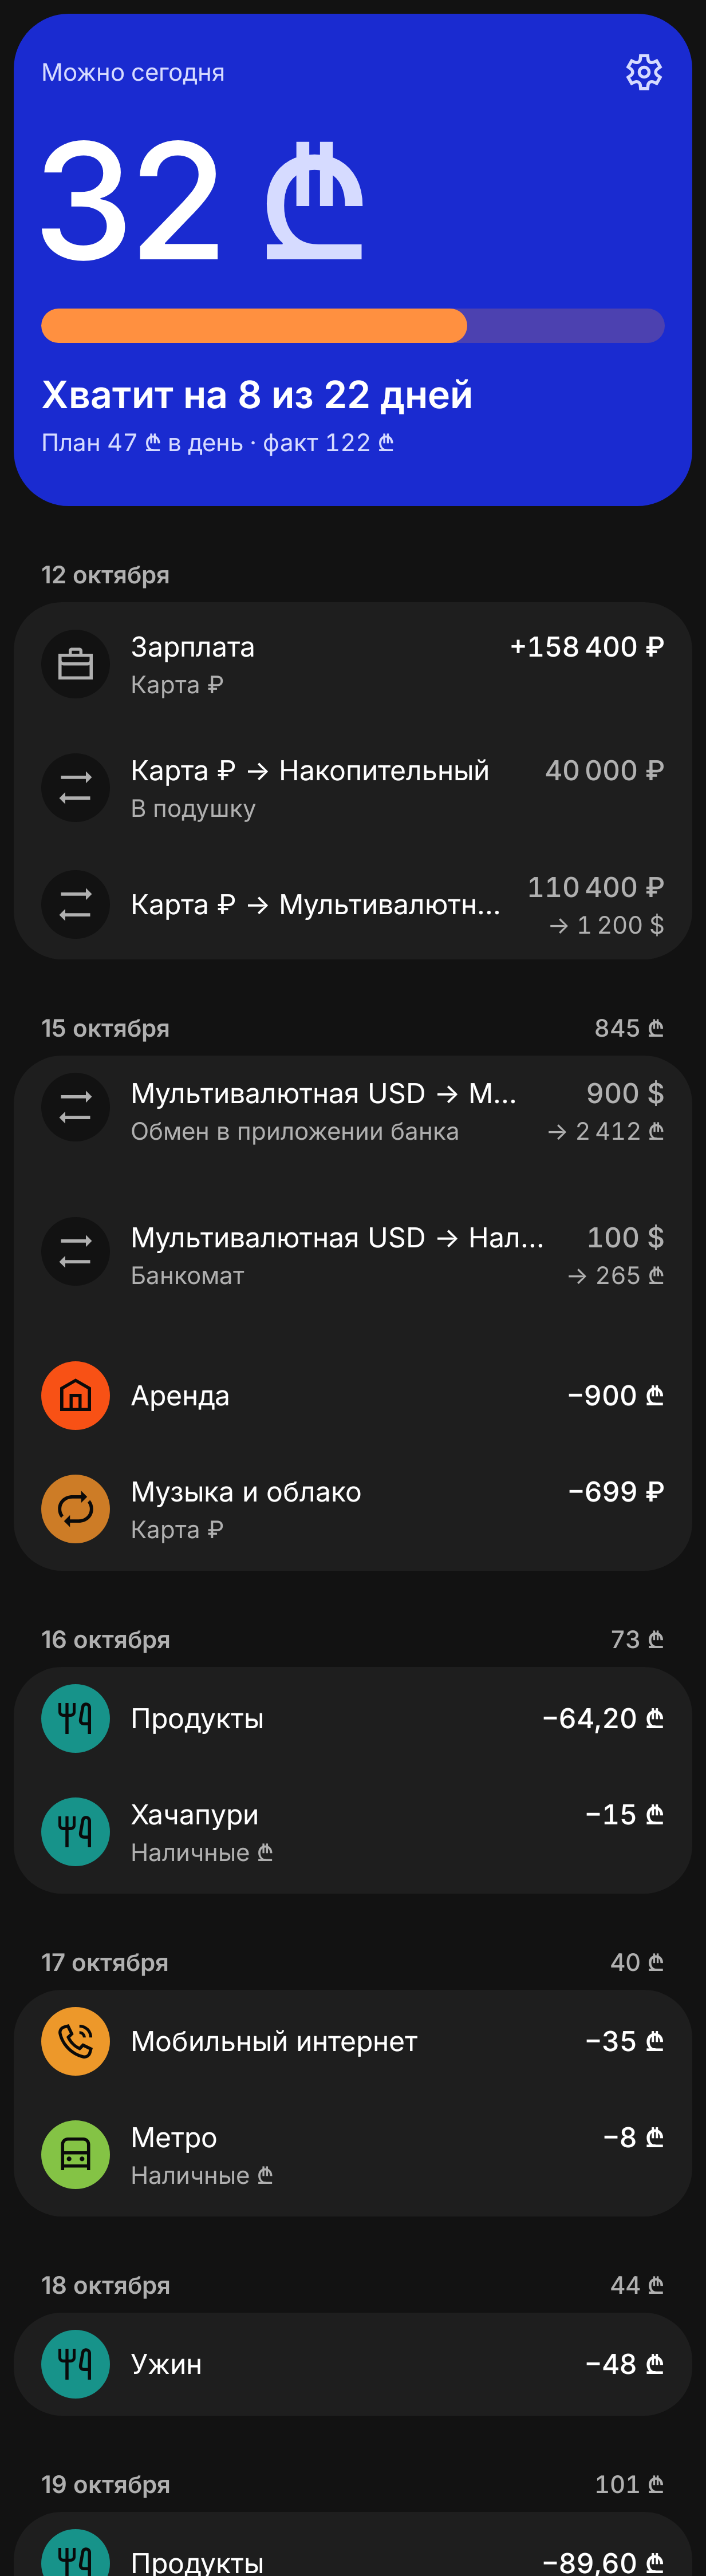 Можно сегодня
32 ₾
Хватит на 8 из 22 дней
План 47 ₾ в день · факт 122 ₾
12 октября
Зарплата +158 400 ₽
Карта ₽
Карта ₽ → Накопительный 40 000 ₽
В подушку
Карта ₽ → Мультивалютн... 110 400 ₽
→ 1 200 $
15 октября 845 ₾
Мультивалютная USD → М... 900 $
Обмен в приложении банка → 2 412 ₾
Мультивалютная USD → Нал... 100 $
Банкомат → 265 ₾
Аренда −900 ₾
Музыка и облако −699 ₽
Карта ₽
16 октября 73 ₾
Продукты −64,20 ₾
Хачапури −15 ₾
Наличные ₾
17 октября 40 ₾
Мобильный интернет −35 ₾
Метро −8 ₾
Наличные ₾
18 октября 44 ₾
Ужин −48 ₾
19 октября 101 ₾
Продукты −89,60 ₾